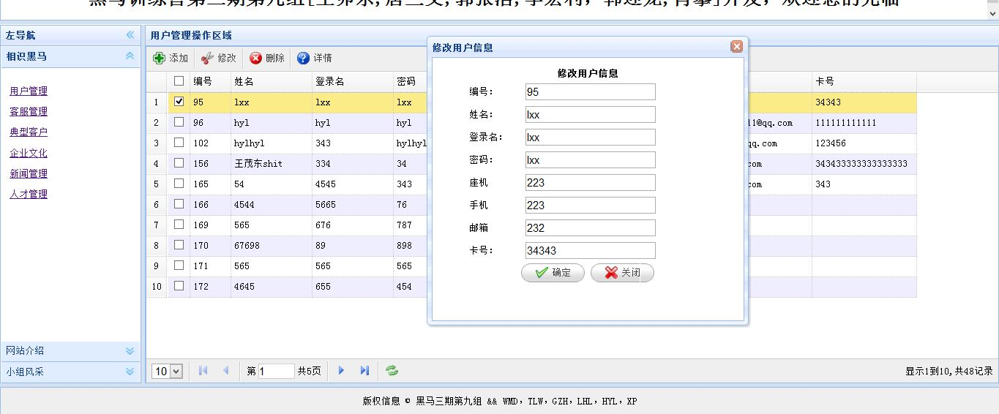 左导航
相识黑马
用户管理
客服管理
典型客户
企业文化
新闻管理
人才管理
网站介绍
小组风采
用户管理操作区域
添加 修改 删除 详情
编号 姓名 登录名 密码 卡号
1 95 lxx lxx lxx 34343
2 96 hyl hyl hyl l1@qq.com 111111111111
3 102 hylhyl 343 hylhyl qq.com 123456
4 156 王茂东shit 334 34 com 343433333333333333
5 165 54 4545 343 com 343
6 166 4544 5665 76
7 169 565 676 787
8 170 67698 89 898
9 171 565 565 565
10 172 4645 655 454
修改用户信息
修改用户信息
编号: 95
姓名: lxx
登录名: lxx
密码: lxx
座机 223
手机 223
邮箱 232
卡号: 34343
确定 关闭
10 第 1 共5页 显示1到10,共48记录
版权信息 © 黑马三期第九组 && WMD，TLW，GZH，LHL，HYL，XP